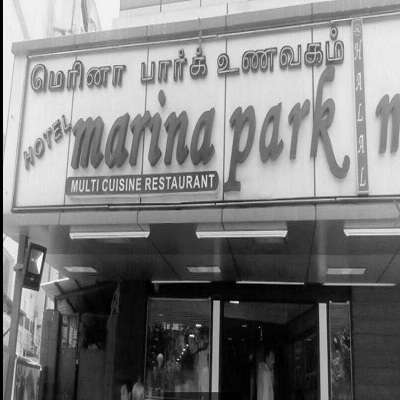 மெரினா பார்க் உணவகம்
HOTEL marina park
MULTI CUISINE RESTAURANT
HALAL